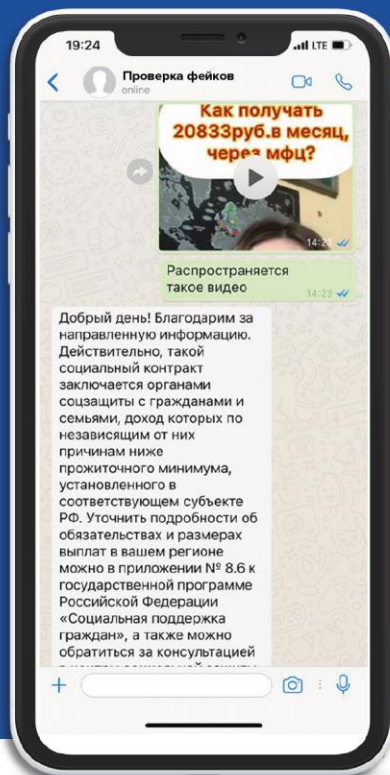 19:24
LTE
Проверка фейков
online
Как получать
20833руб.в месяц,
через мфц?
14:23
Распространяется
такое видео
14:23
Добрый день! Благодарим за
направленную информацию.
Действительно, такой
социальный контракт
заключается органами
соцзащиты с гражданами и
семьями, доход которых по
независящим от них
причинам ниже
прожиточного минимума,
установленного в
соответствующем субъекте
РФ. Уточнить подробности об
обязательствах и размерах
выплат в вашем регионе
можно в приложении № 8.6 к
государственной программе
Российской Федерации
«Социальная поддержка
граждан», а также можно
обратиться за консультацией